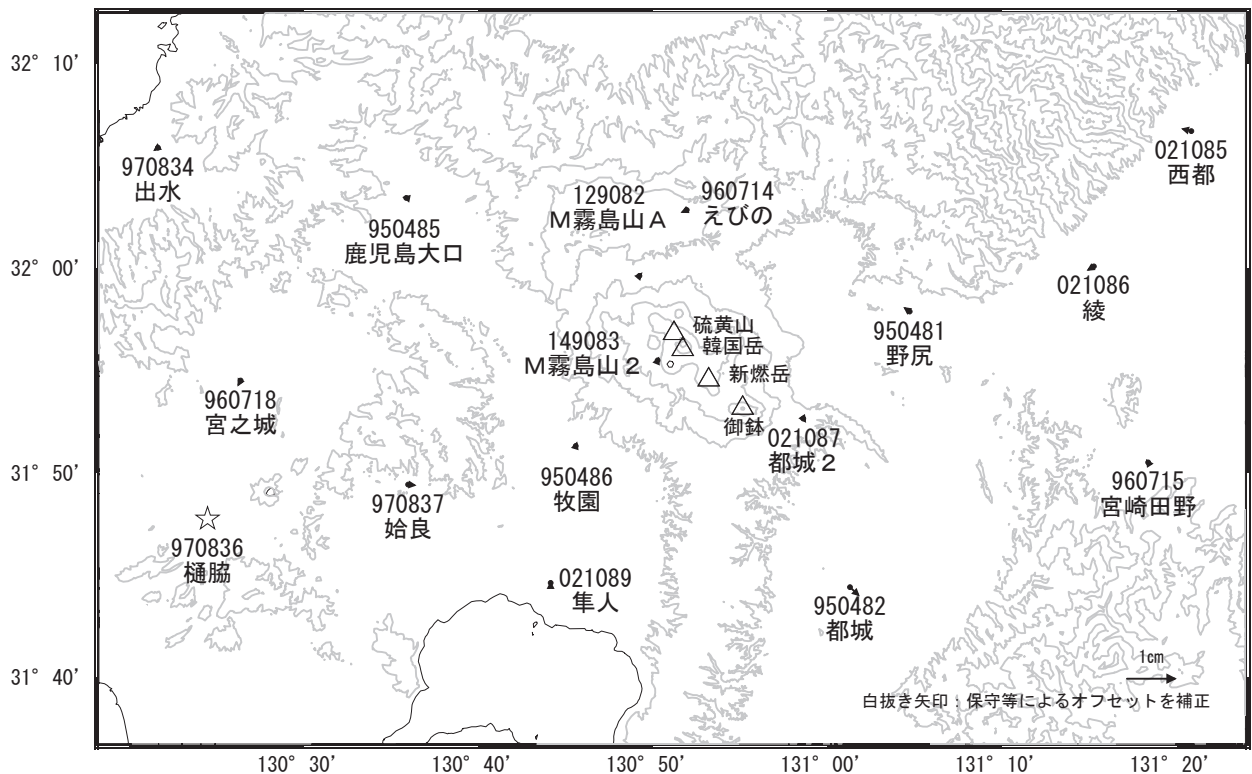 32° 10'
32° 00'
31° 50'
31° 40'
970834
出水
950485
鹿児島大口
129082
M霧島山A
960714
えびの
021085
西都
021086
綾
950481
野尻
149083
M霧島山2
硫黄山
韓国岳
新燃岳
御鉢
021087
都城2
960718
宮之城
950486
牧園
970837
姶良
960715
宮崎田野
970836
樋脇
021089
隼人
950482
都城
1cm
白抜き矢印：保守等によるオフセットを補正
130° 30'
130° 40'
130° 50'
131° 00'
131° 10'
131° 20'